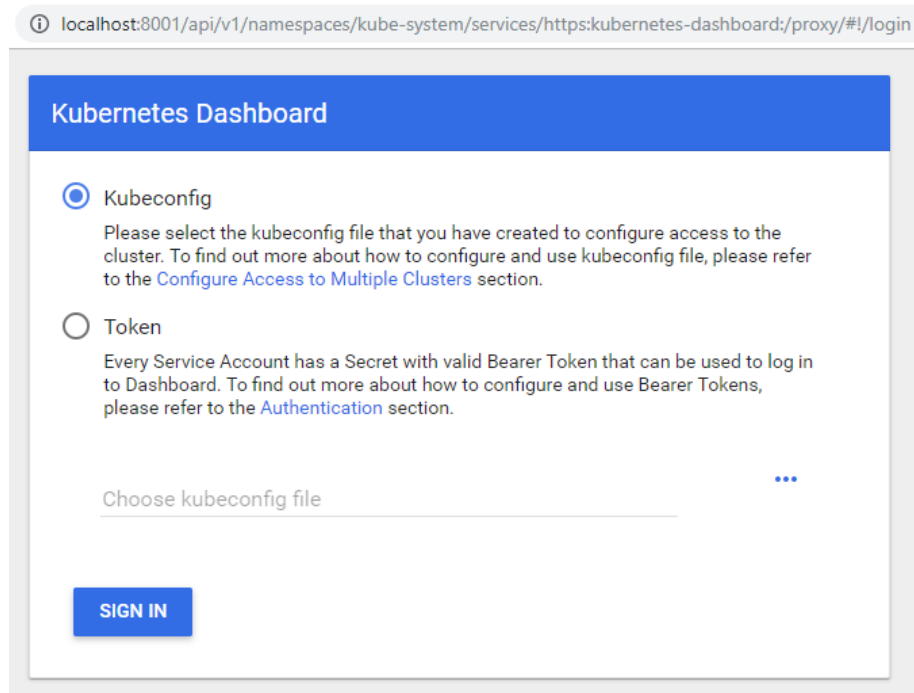 localhost:8001/api/v1/namespaces/kube-system/services/https:kubernetes-dashboard:/proxy/#!/login
Kubernetes Dashboard
Kubeconfig
Please select the kubeconfig file that you have created to configure access to the
cluster. To find out more about how to configure and use kubeconfig file, please refer
to the Configure Access to Multiple Clusters section.
Token
Every Service Account has a Secret with valid Bearer Token that can be used to log in
to Dashboard. To find out more about how to configure and use Bearer Tokens,
please refer to the Authentication section.
Choose kubeconfig file
SIGN IN